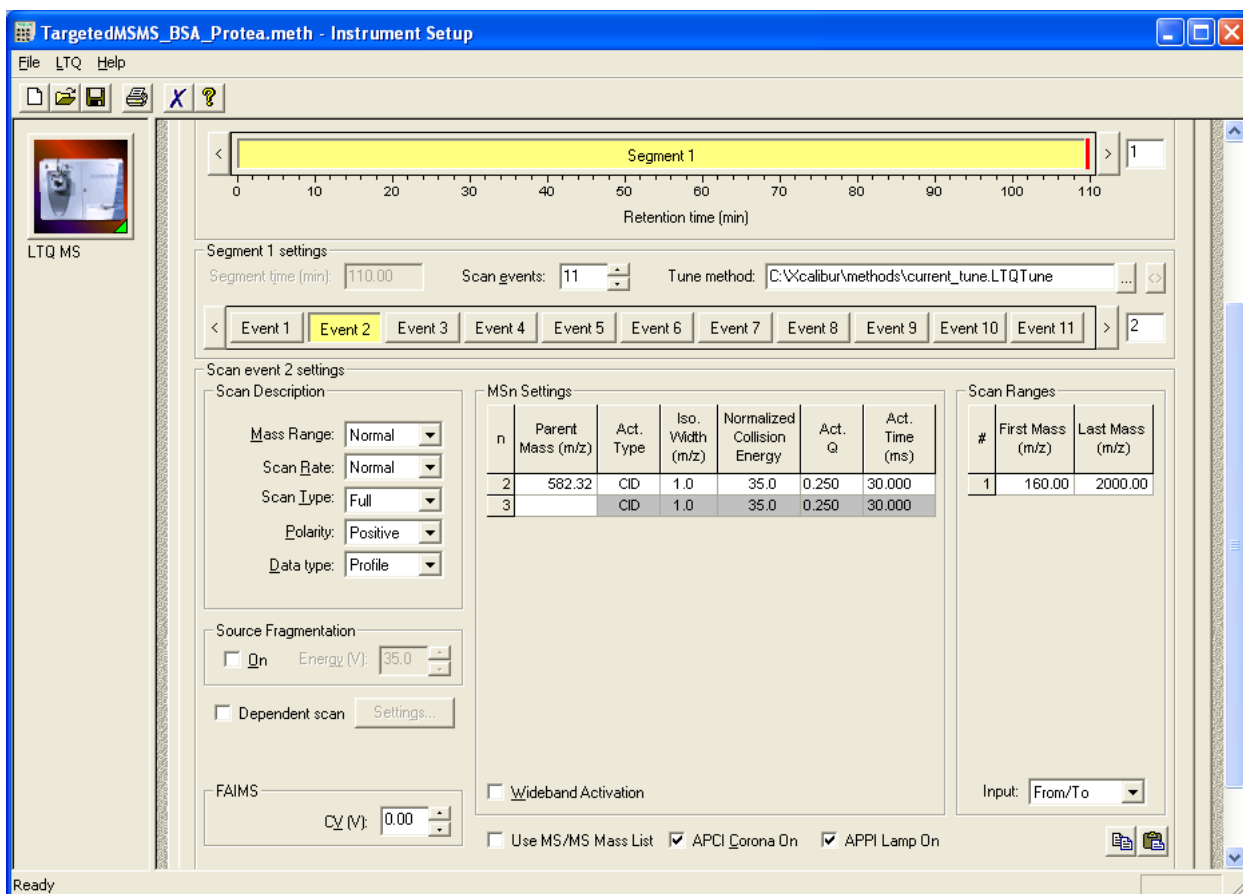 TargetedMSMS_BSA_Protea.meth - Instrument Setup
File LTQ Help
LTQ MS
< Segment 1 > 1
0 10 20 30 40 50 60 70 80 90 100 110
Retention time (min)
Segment 1 settings
Segment time (min): 110.00 Scan events: 11 Tune method: C:\Xcalibur\methods\current_tune.LTQTune ... <>
< Event 1 Event 2 Event 3 Event 4 Event 5 Event 6 Event 7 Event 8 Event 9 Event 10 Event 11 > 2
Scan event 2 settings
Scan Description
Mass Range: Normal
Scan Rate: Normal
Scan Type: Full
Polarity: Positive
Data type: Profile
Source Fragmentation
On Energy (V): 35.0
Dependent scan Settings...
FAIMS
CV (V): 0.00
MSn Settings
n Parent Mass (m/z) Act. Type Iso. Width (m/z) Normalized Collision Energy Act. Q Act. Time (ms)
2 582.32 CID 1.0 35.0 0.250 30.000
3 CID 1.0 35.0 0.250 30.000
Wideband Activation
Use MS/MS Mass List APCI Corona On APPI Lamp On
Scan Ranges
# First Mass (m/z) Last Mass (m/z)
1 160.00 2000.00
Input: From/To
Ready